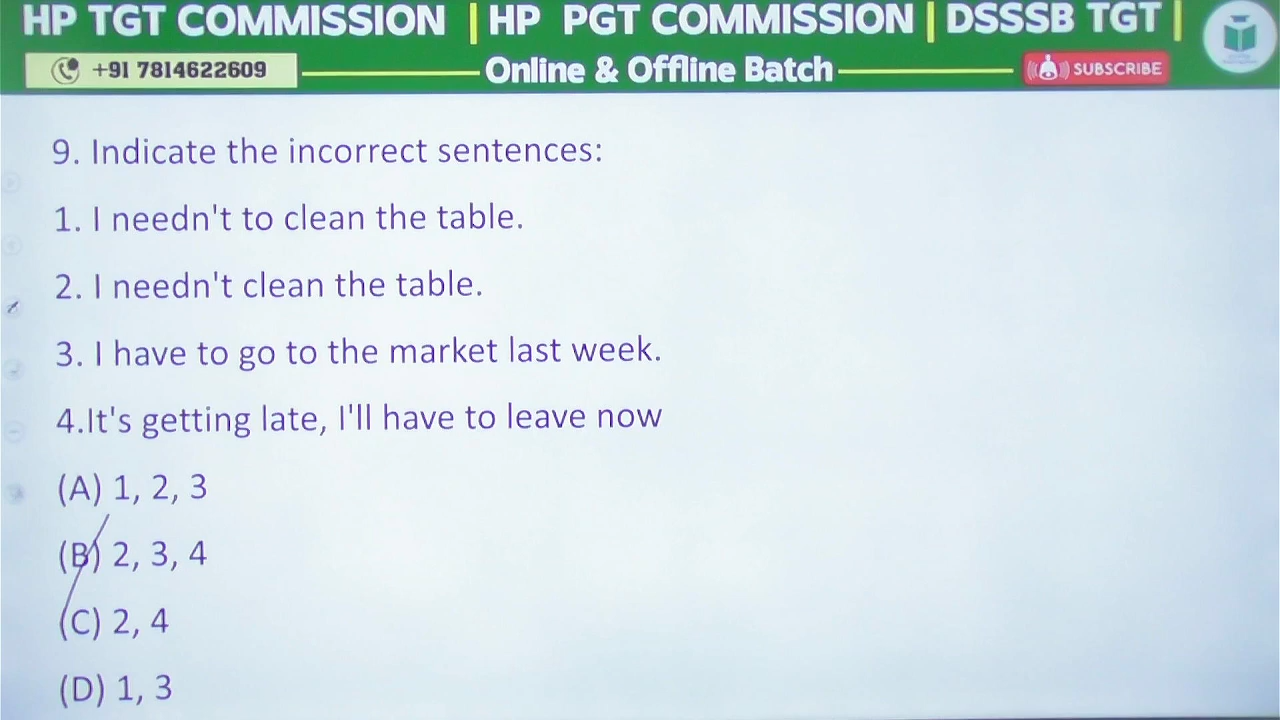 HP TGT COMMISSION | HP PGT COMMISSION | DSSSB TGT |
+91 7814622609
Online & Offline Batch
SUBSCRIBE
9. Indicate the incorrect sentences:
1. I needn't to clean the table.
2. I needn't clean the table.
3. I have to go to the market last week.
4.It's getting late, I'll have to leave now
(A) 1, 2, 3
(B) 2, 3, 4
(C) 2, 4
(D) 1, 3